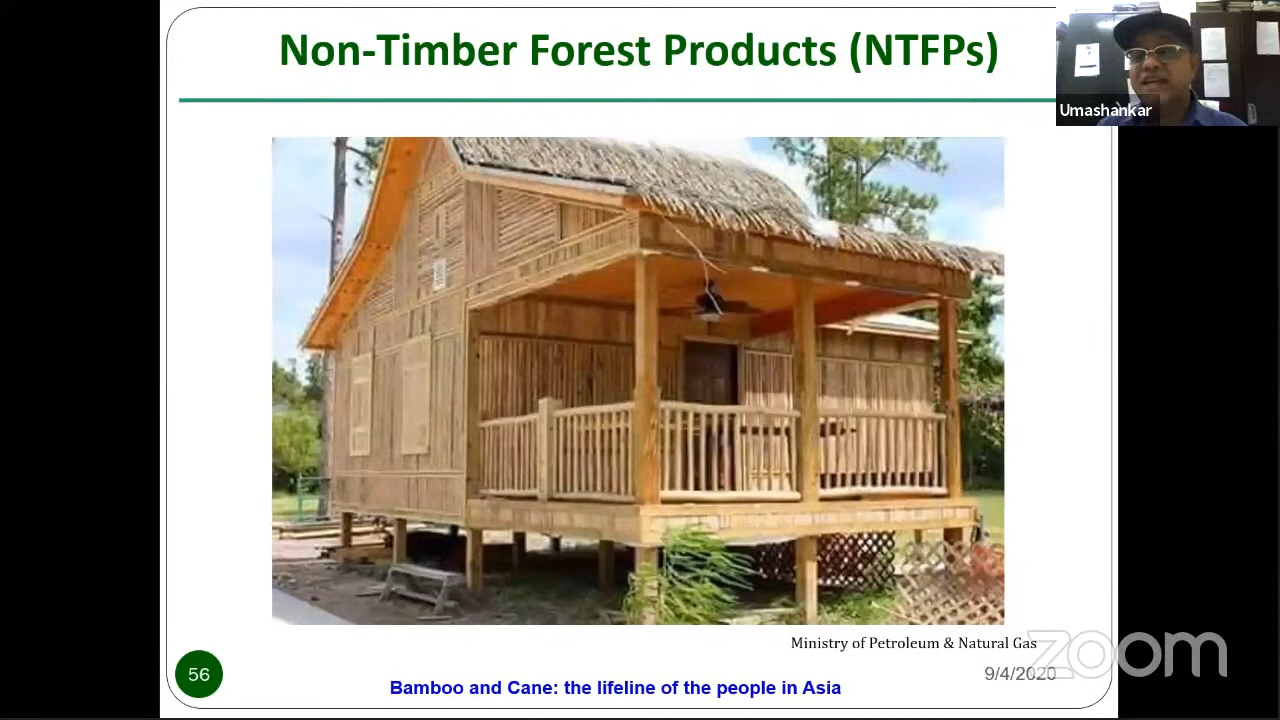 Non-Timber Forest Products (NTFPs)
Umashankar
Ministry of Petroleum & Natural Gas
zoom
56
9/4/2020
Bamboo and Cane: the lifeline of the people in Asia